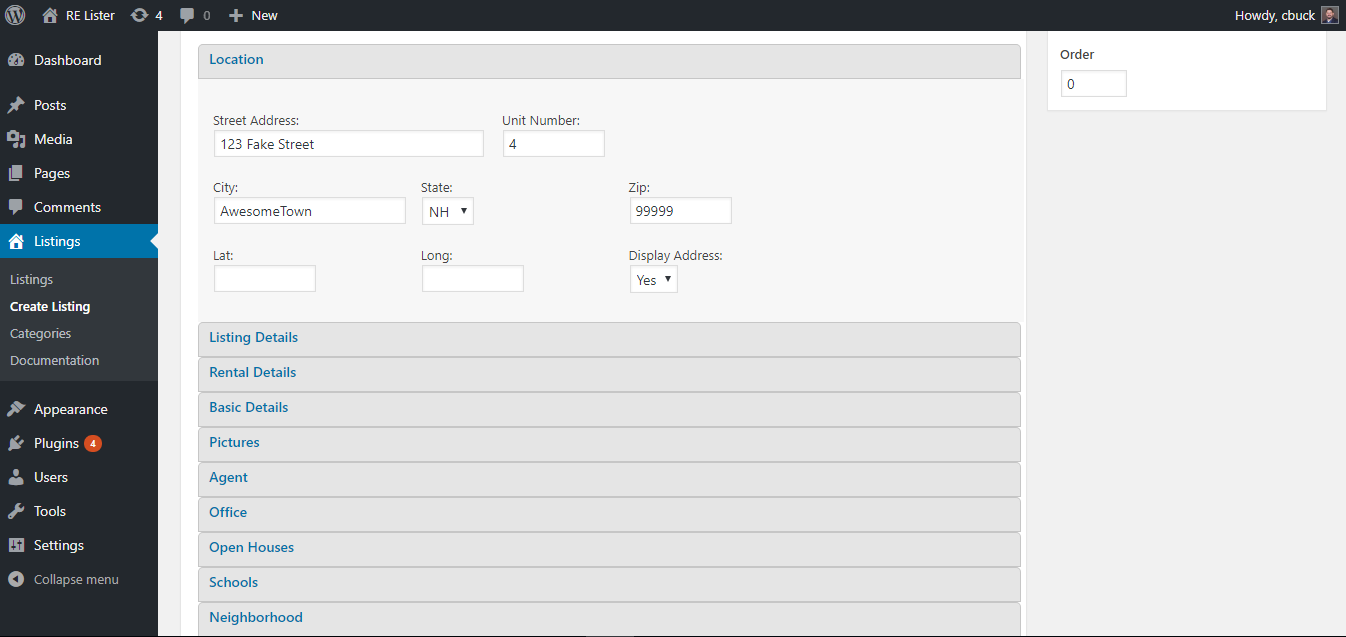 RE Lister 4 0 New Howdy, cbuck
Dashboard
Posts
Media
Pages
Comments
Listings
Listings
Create Listing
Categories
Documentation
Appearance
Plugins 4
Users
Tools
Settings
Collapse menu
Location
Street Address: Unit Number:
123 Fake Street 4
City: State: Zip:
AwesomeTown NH 99999
Lat: Long: Display Address:
Yes
Listing Details
Rental Details
Basic Details
Pictures
Agent
Office
Open Houses
Schools
Neighborhood
Order
0